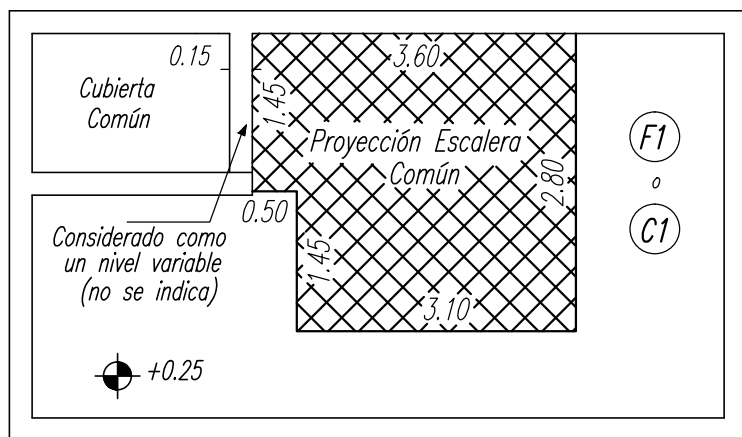 0.15
3.60
Cubierta
Común
1.45
Proyección Escalera
Común
2.80
F1
o
C1
0.50
Considerado como
un nivel variable
(no se indica)
1.45
3.10
+0.25